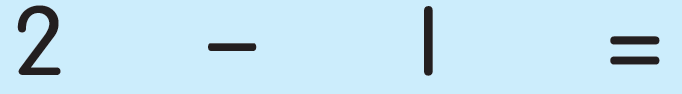 2 − 1 =